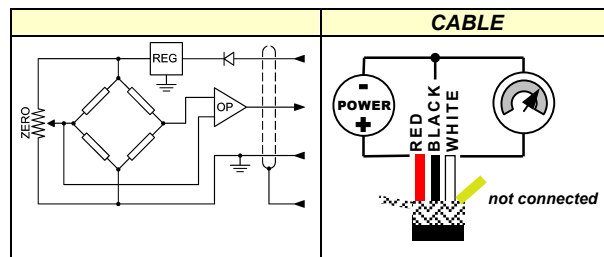 CABLE
REG
ZERO
OP
-
POWER
+
RED
BLACK
WHITE
not connected